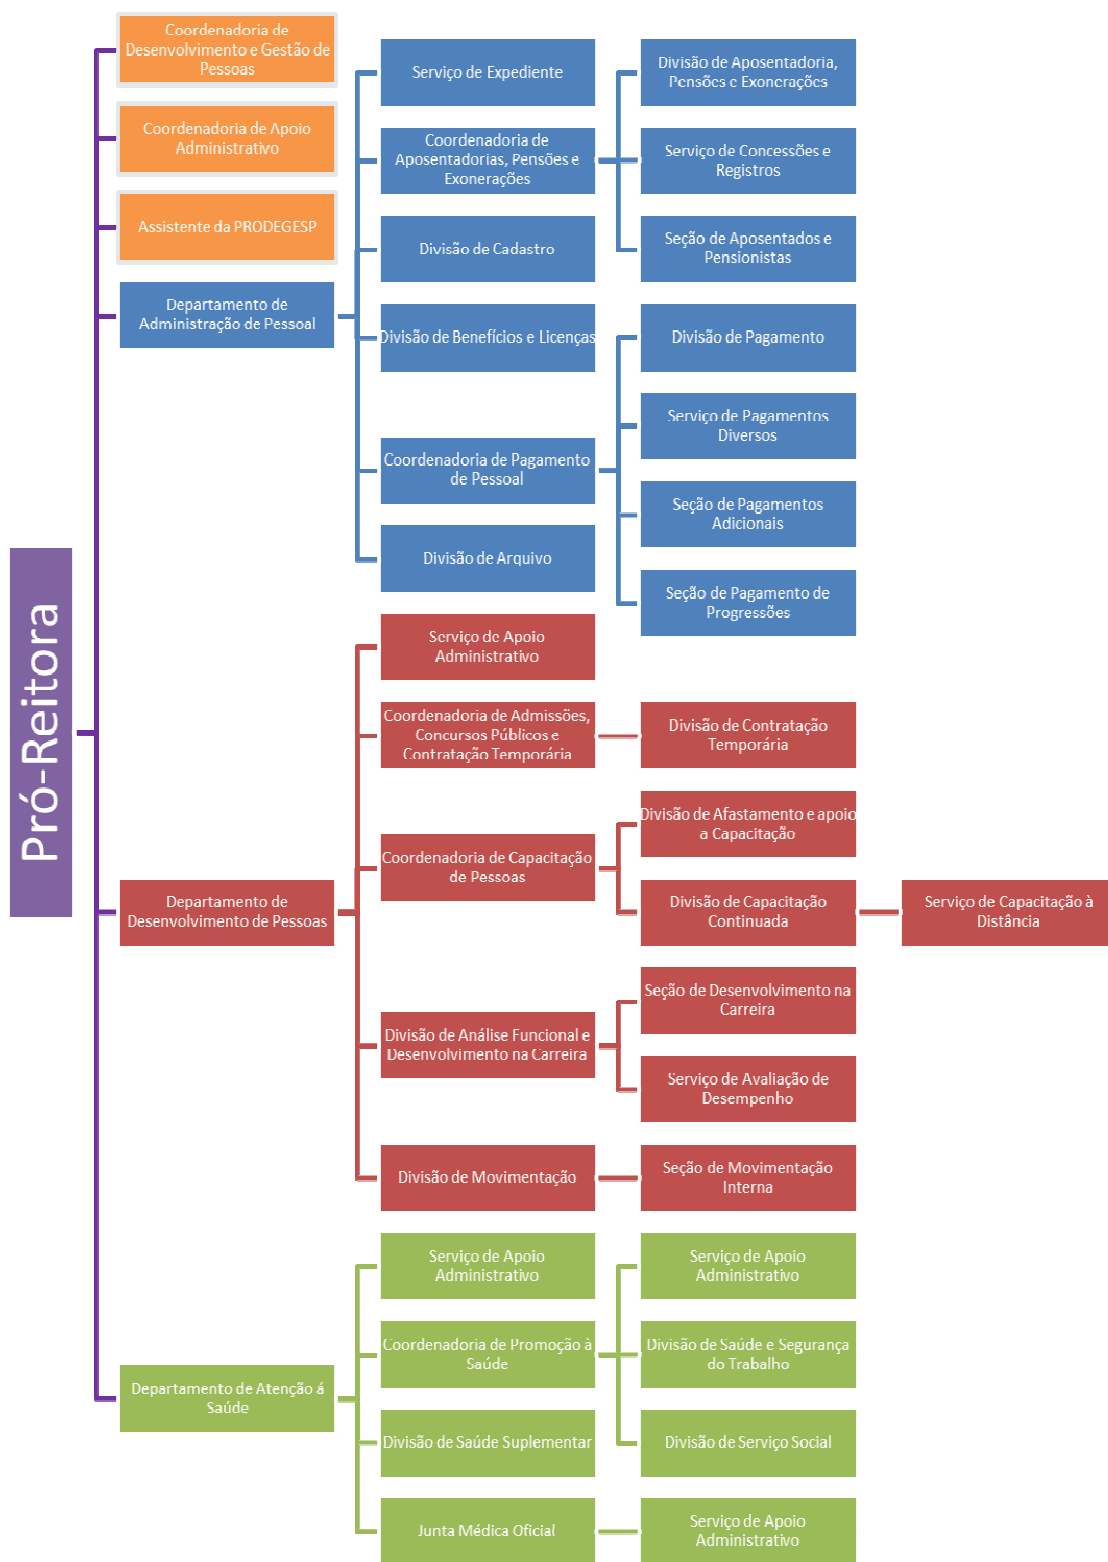 Pró-Reitora
Coordenadoria de
Desenvolvimento e Gestão de
Pessoas
Coordenadoria de Apoio
Administrativo
Assistente da PRODEGESP
Departamento de
Administração de Pessoal
Serviço de Expediente
Coordenadoria de
Aposentadorias, Pensões e
Exonerações
Divisão de Aposentadoria,
Pensões e Exonerações
Serviço de Concessões e
Registros
Seção de Aposentados e
Pensionistas
Divisão de Cadastro
Divisão de Benefícios e Licenças
Coordenadoria de Pagamento
de Pessoal
Divisão de Pagamento
Serviço de Pagamentos
Diversos
Seção de Pagamentos
Adicionais
Seção de Pagamento de
Progressões
Divisão de Arquivo
Departamento de
Desenvolvimento de Pessoas
Serviço de Apoio
Administrativo
Coordenadoria de Admissões,
Concursos Públicos e
Contratação Temporária
Divisão de Contratação
Temporária
Coordenadoria de Capacitação
de Pessoas
Divisão de Afastamento e apoio
a Capacitação
Divisão de Capacitação
Continuada
Serviço de Capacitação à
Distância
Divisão de Análise Funcional e
Desenvolvimento na Carreira
Seção de Desenvolvimento na
Carreira
Serviço de Avaliação de
Desempenho
Divisão de Movimentação
Seção de Movimentação
Interna
Departamento de Atenção á
Saúde
Serviço de Apoio
Administrativo
Coordenadoria de Promoção à
Saúde
Serviço de Apoio
Administrativo
Divisão de Saúde e Segurança
do Trabalho
Divisão de Serviço Social
Divisão de Saúde Suplementar
Junta Médica Oficial
Serviço de Apoio
Administrativo